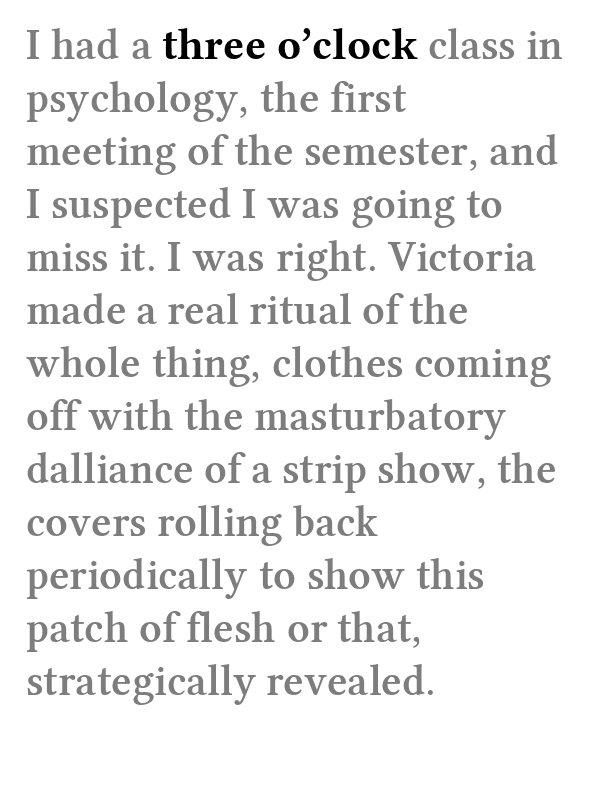 I had a three o’clock class in
psychology, the first
meeting of the semester, and
I suspected I was going to
miss it. I was right. Victoria
made a real ritual of the
whole thing, clothes coming
off with the masturbatory
dalliance of a strip show, the
covers rolling back
periodically to show this
patch of flesh or that,
strategically revealed.